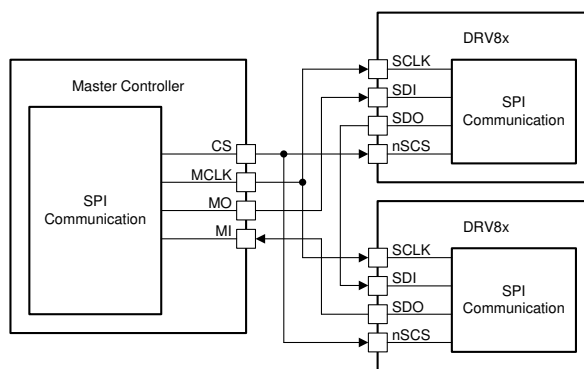 Master Controller
SPI
Communication
CS
MCLK
MO
MI
DRV8x
SCLK
SDI
SDO
nSCS
SPI
Communication
DRV8x
SCLK
SDI
SDO
nSCS
SPI
Communication